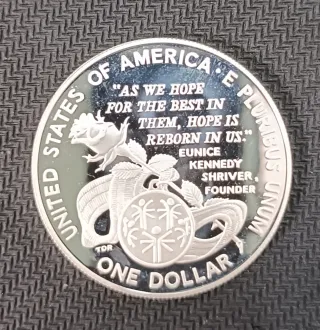 UNITED STATES OF AMERICA · E PLURIBUS UNUM
"AS WE HOPE
FOR THE BEST IN
THEM, HOPE IS
REBORN IN US."
EUNICE
KENNEDY
SHRIVER,
FOUNDER
TDR
ONE DOLLAR